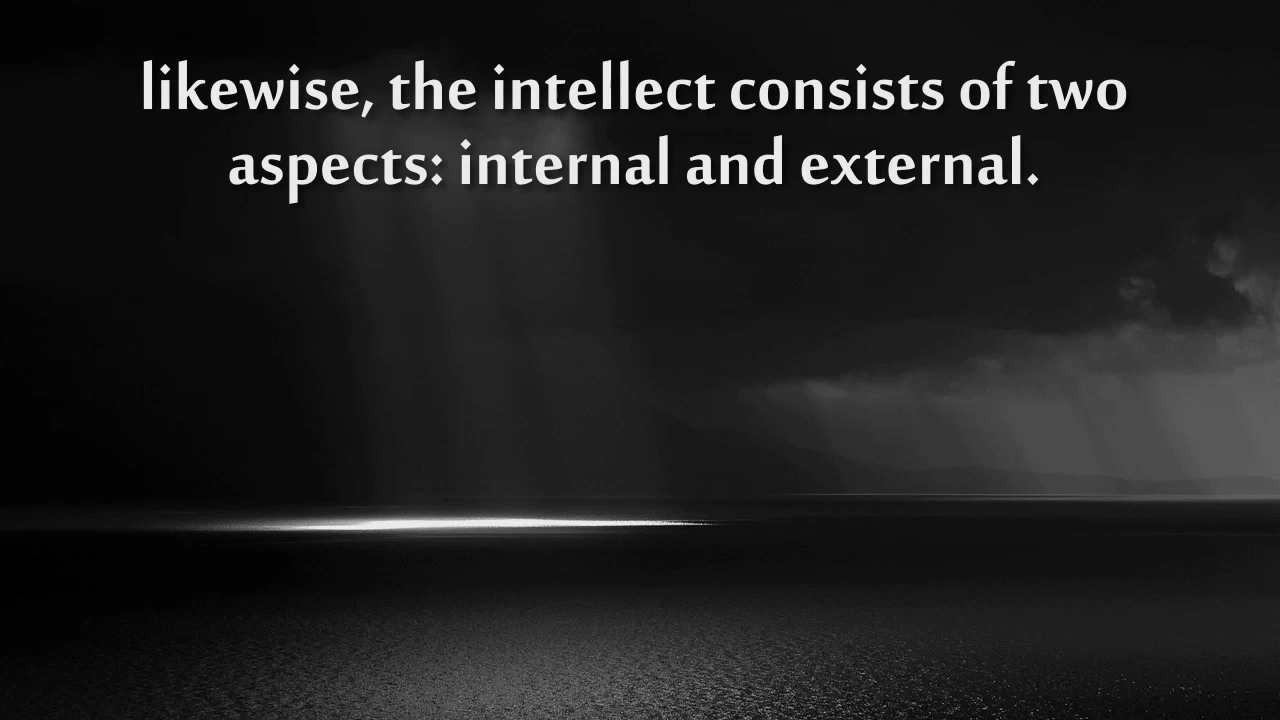 likewise, the intellect consists of two
aspects: internal and external.